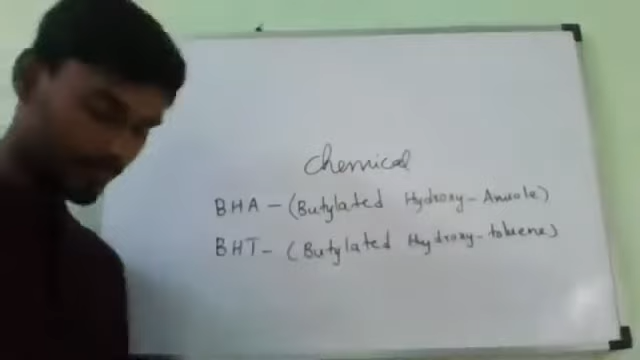 Chemical
BHA - (Butylated Hydroxy - Anisole)
BHT - (Butylated Hydroxy - toluene)